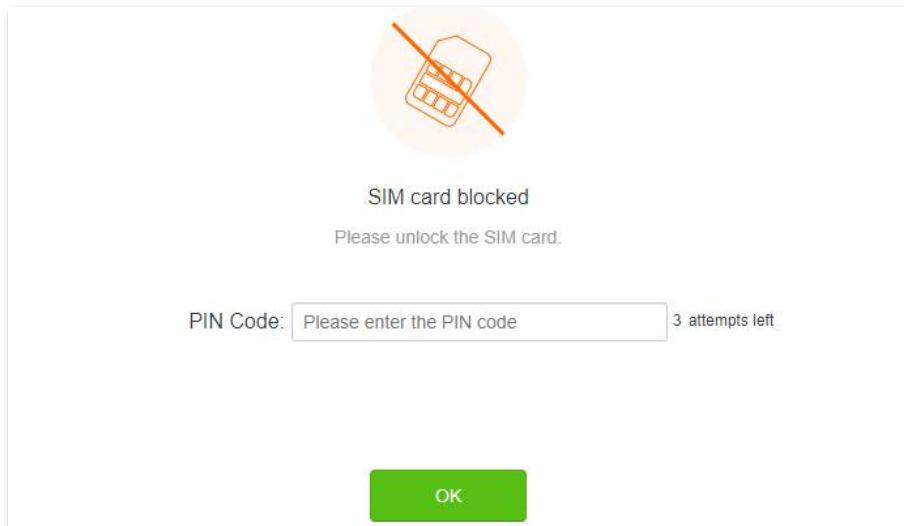 SIM card blocked
Please unlock the SIM card.
PIN Code: Please enter the PIN code 3 attempts left
OK